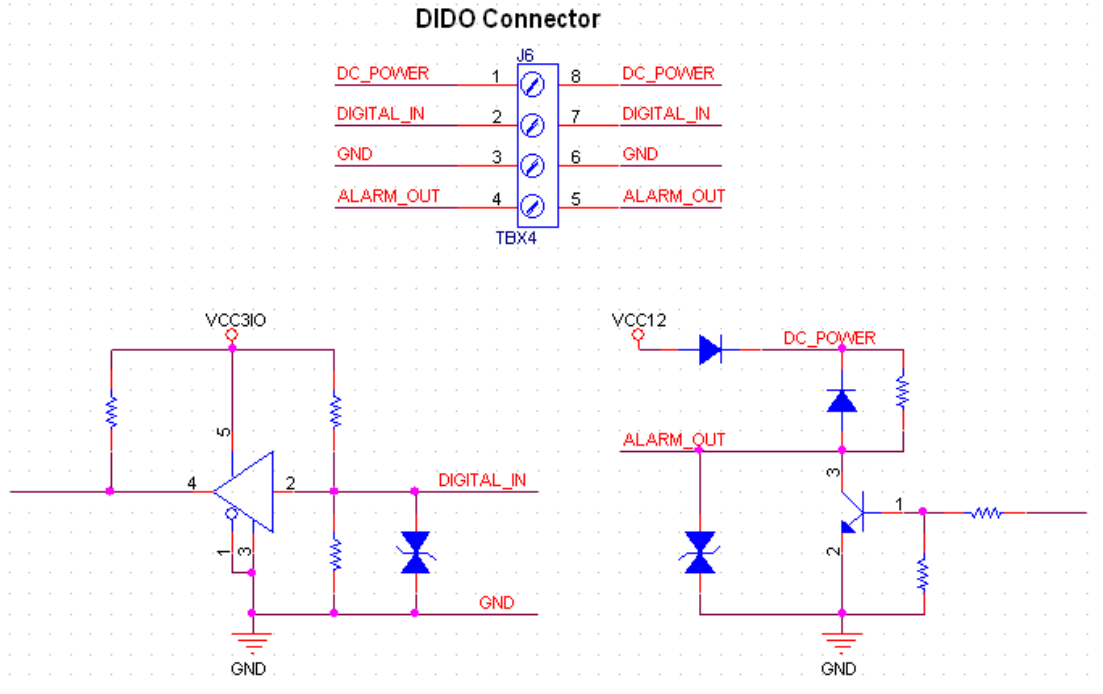 DIDO Connector
J6
DC_POWER 1 8 DC_POWER
DIGITAL_IN 2 7 DIGITAL_IN
GND 3 6 GND
ALARM_OUT 4 5 ALARM_OUT
TBX4
VCC3IO
5
4
2
DIGITAL_IN
1
3
GND
GND
VCC12
DC_POWER
ALARM_OUT
3
1
2
GND